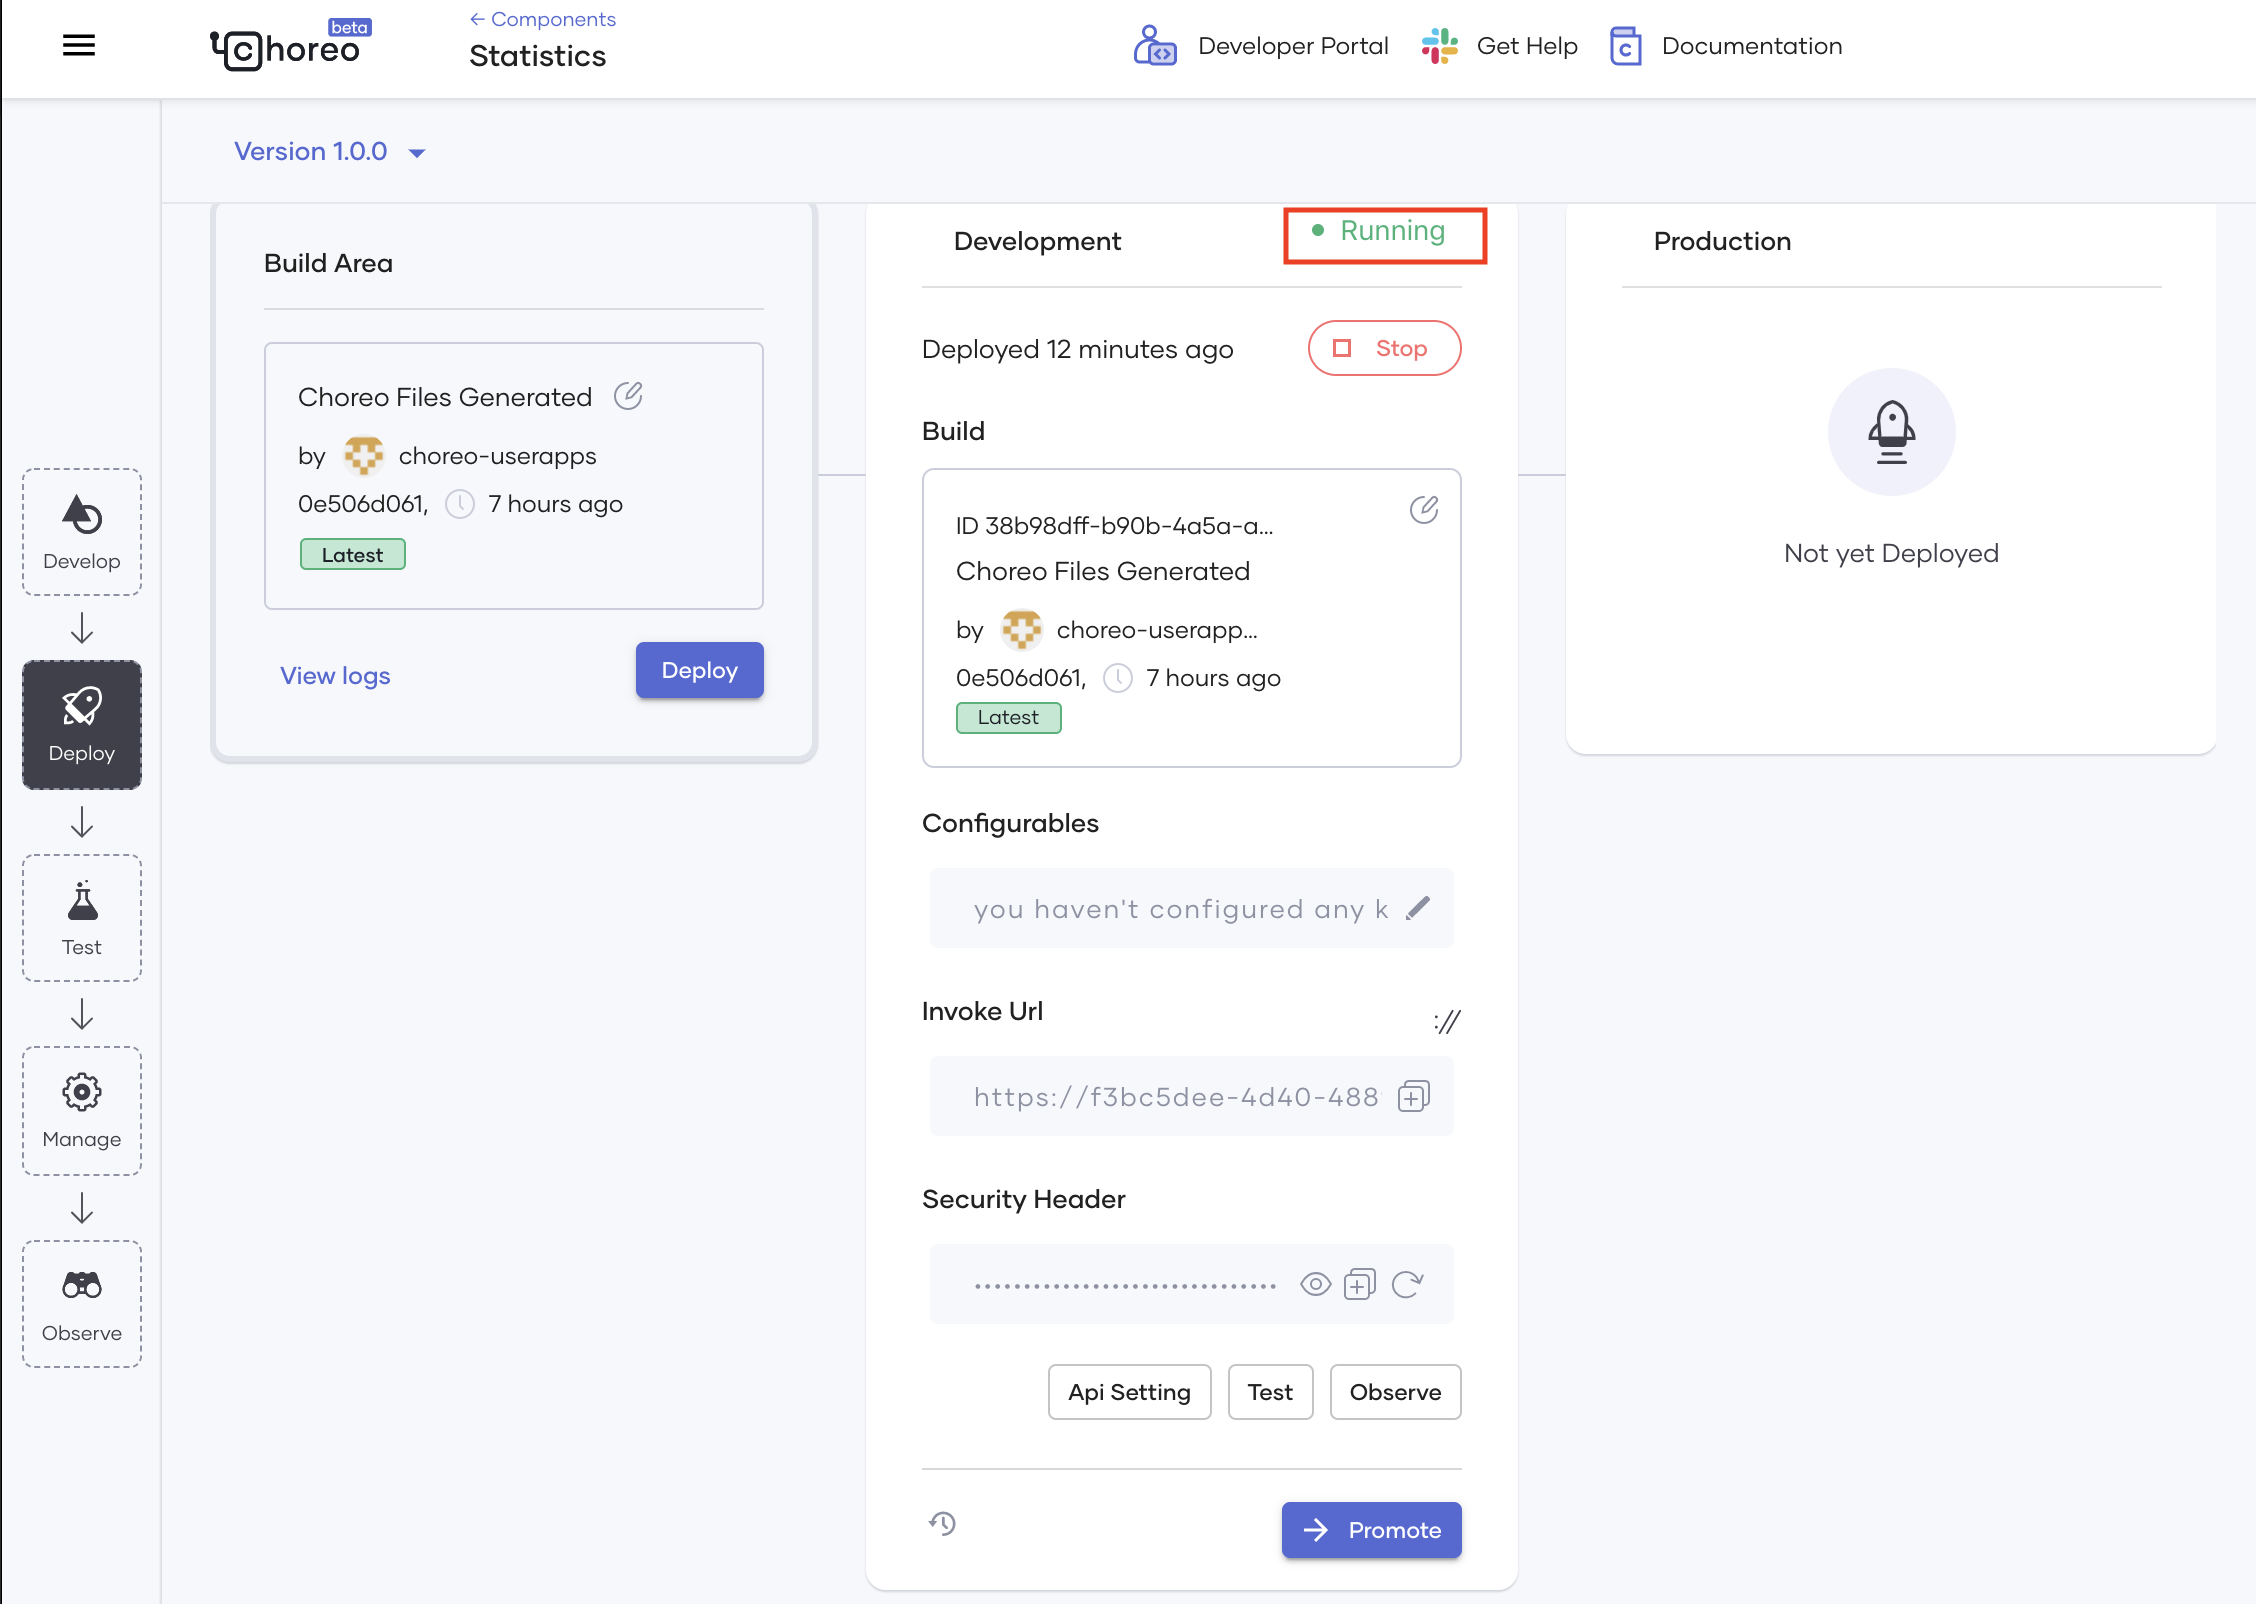 choreo
beta
← Components
Statistics
Developer Portal
Get Help
Documentation
Version 1.0.0
Develop
Deploy
Test
Manage
Observe
Build Area
Choreo Files Generated
by choreo-userapps
0e506d061, 7 hours ago
Latest
View logs
Deploy
Development
Running
Deployed 12 minutes ago
Stop
Build
ID 38b98dff-b90b-4a5a-a...
Choreo Files Generated
by choreo-userapp...
0e506d061, 7 hours ago
Latest
Configurables
you haven't configured any k
Invoke Url
://
https://f3bc5dee-4d40-488
Security Header
Api Setting
Test
Observe
Promote
Production
Not yet Deployed